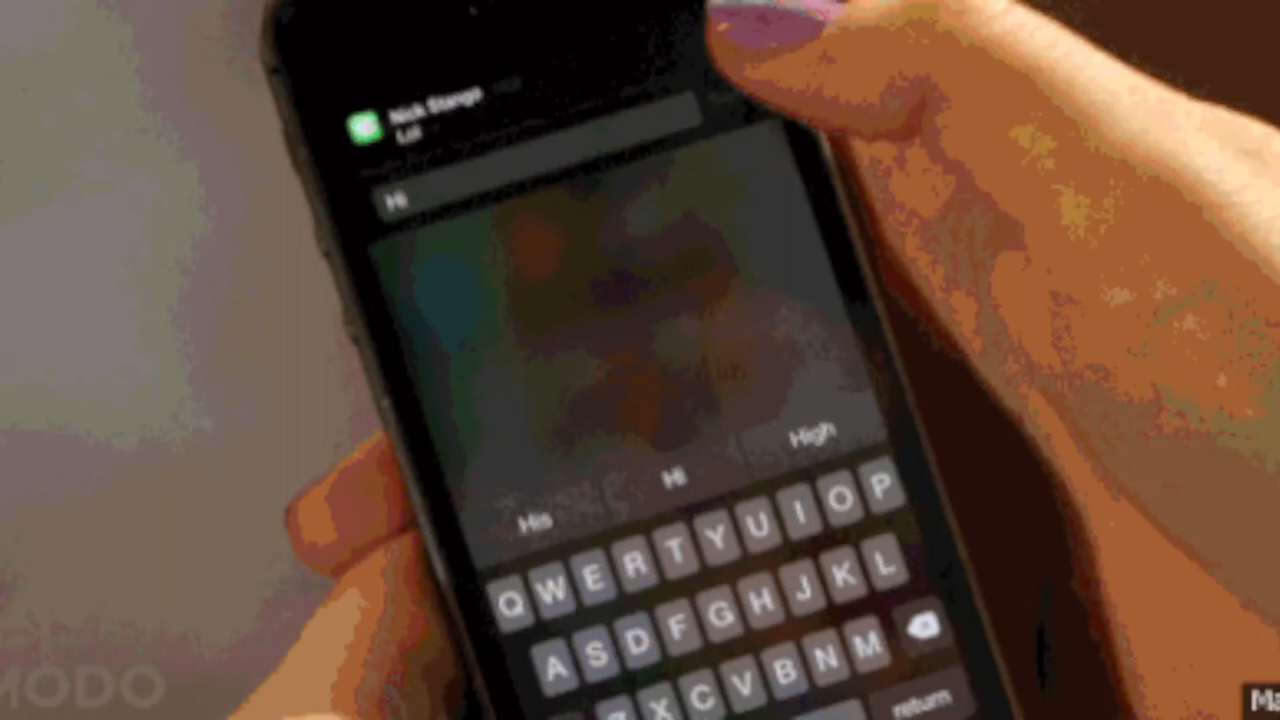 Nick Stango
Lol
Hi
His Hi High
Q W E R T Y U I O P
A S D F G H J K L
X C V B N M
return
MODO